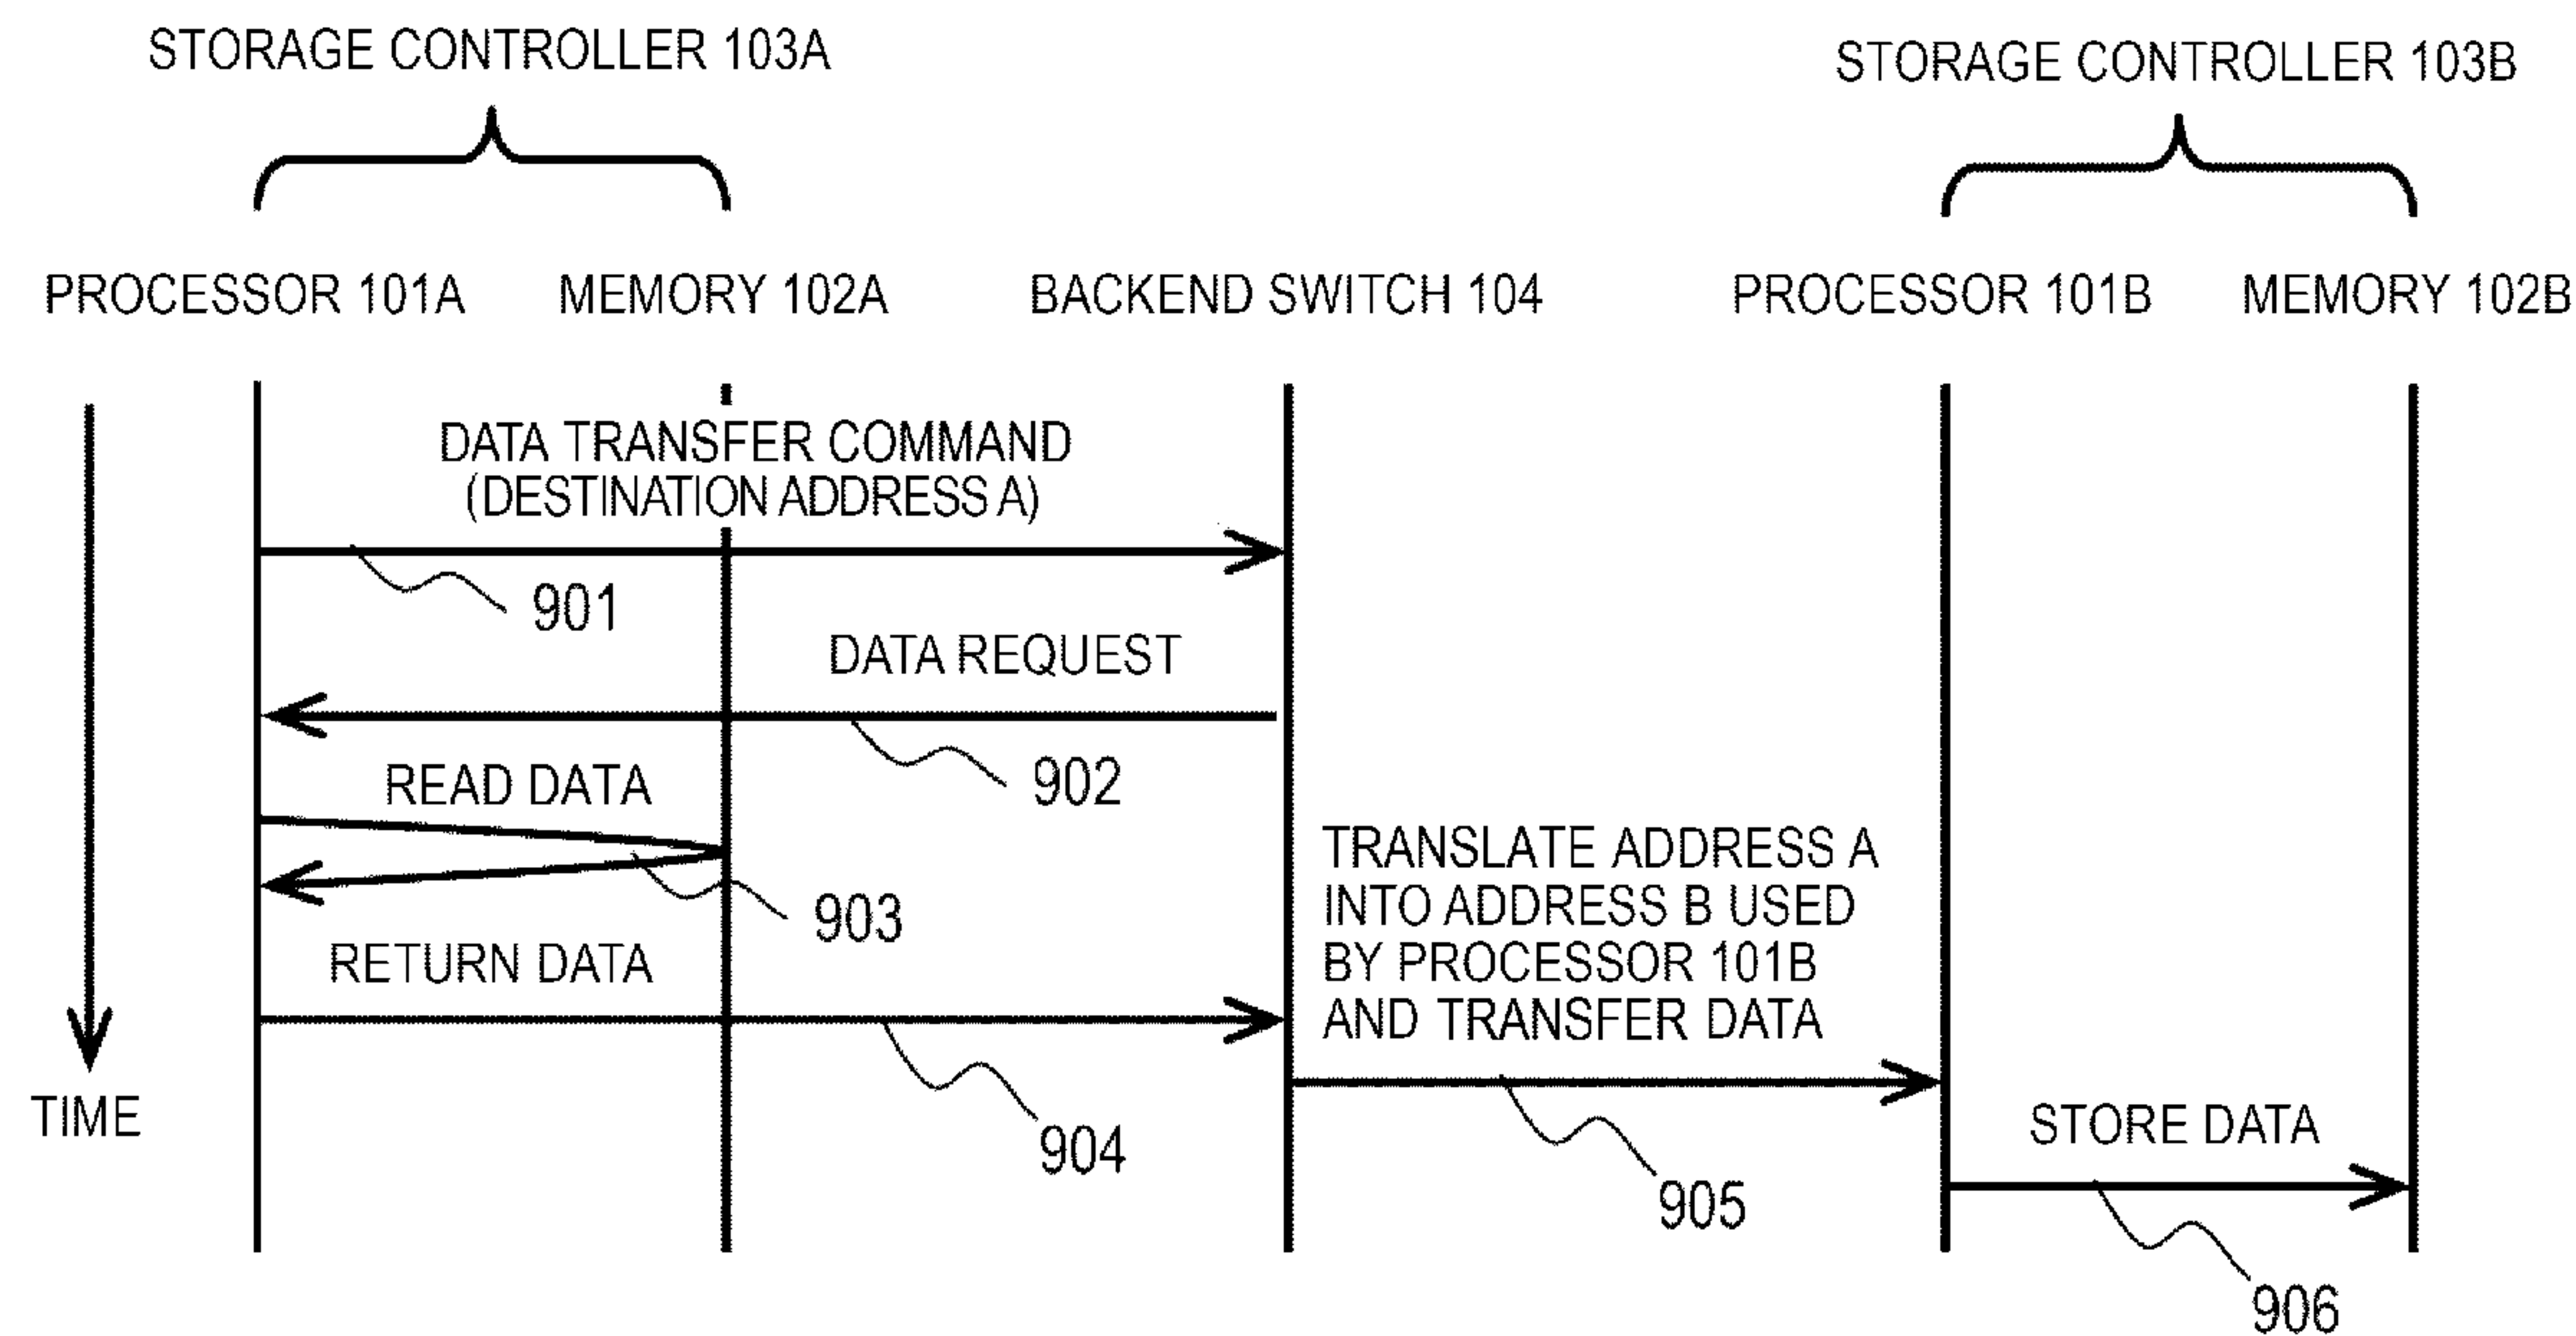 STORAGE CONTROLLER 103A
STORAGE CONTROLLER 103B
PROCESSOR 101A
MEMORY 102A
BACKEND SWITCH 104
PROCESSOR 101B
MEMORY 102B
DATA TRANSFER COMMAND
(DESTINATION ADDRESS A)
901
DATA REQUEST
902
READ DATA
903
RETURN DATA
904
TRANSLATE ADDRESS A
INTO ADDRESS B USED
BY PROCESSOR 101B
AND TRANSFER DATA
905
STORE DATA
906
TIME